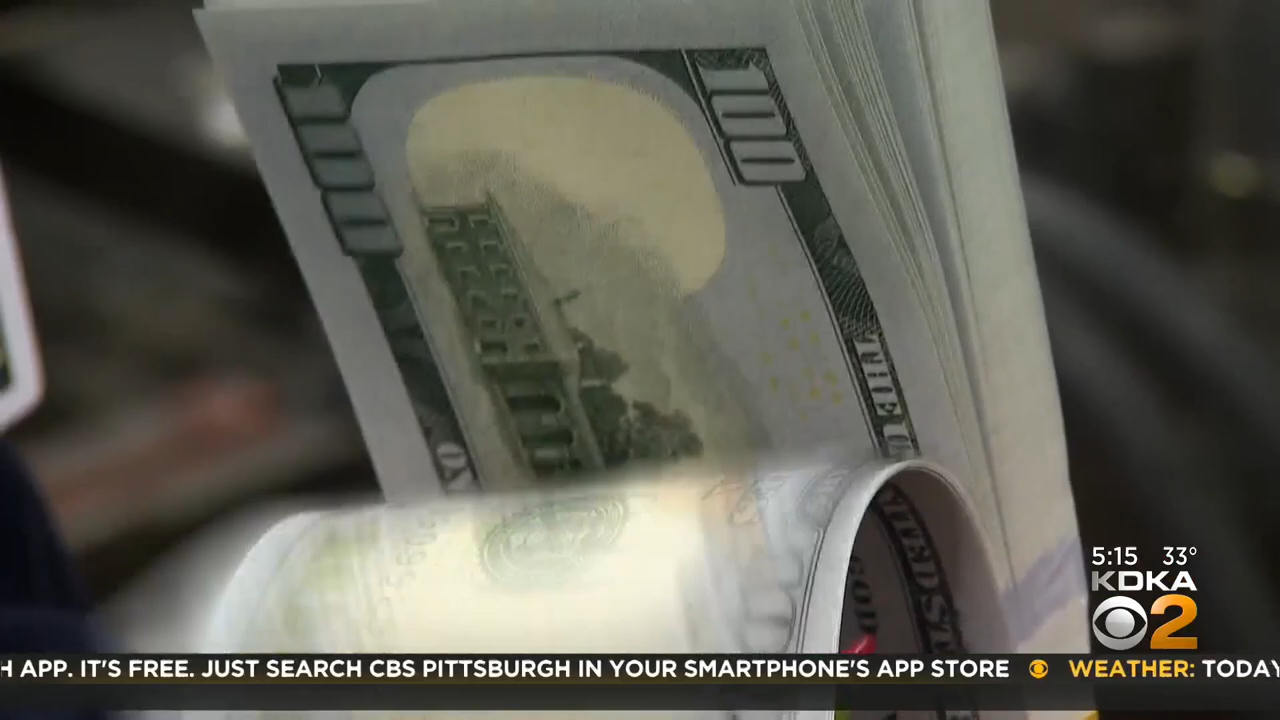 100
100
THE U
5:15 33°
KDKA
2
H APP. IT'S FREE. JUST SEARCH CBS PITTSBURGH IN YOUR SMARTPHONE'S APP STORE WEATHER: TODAY